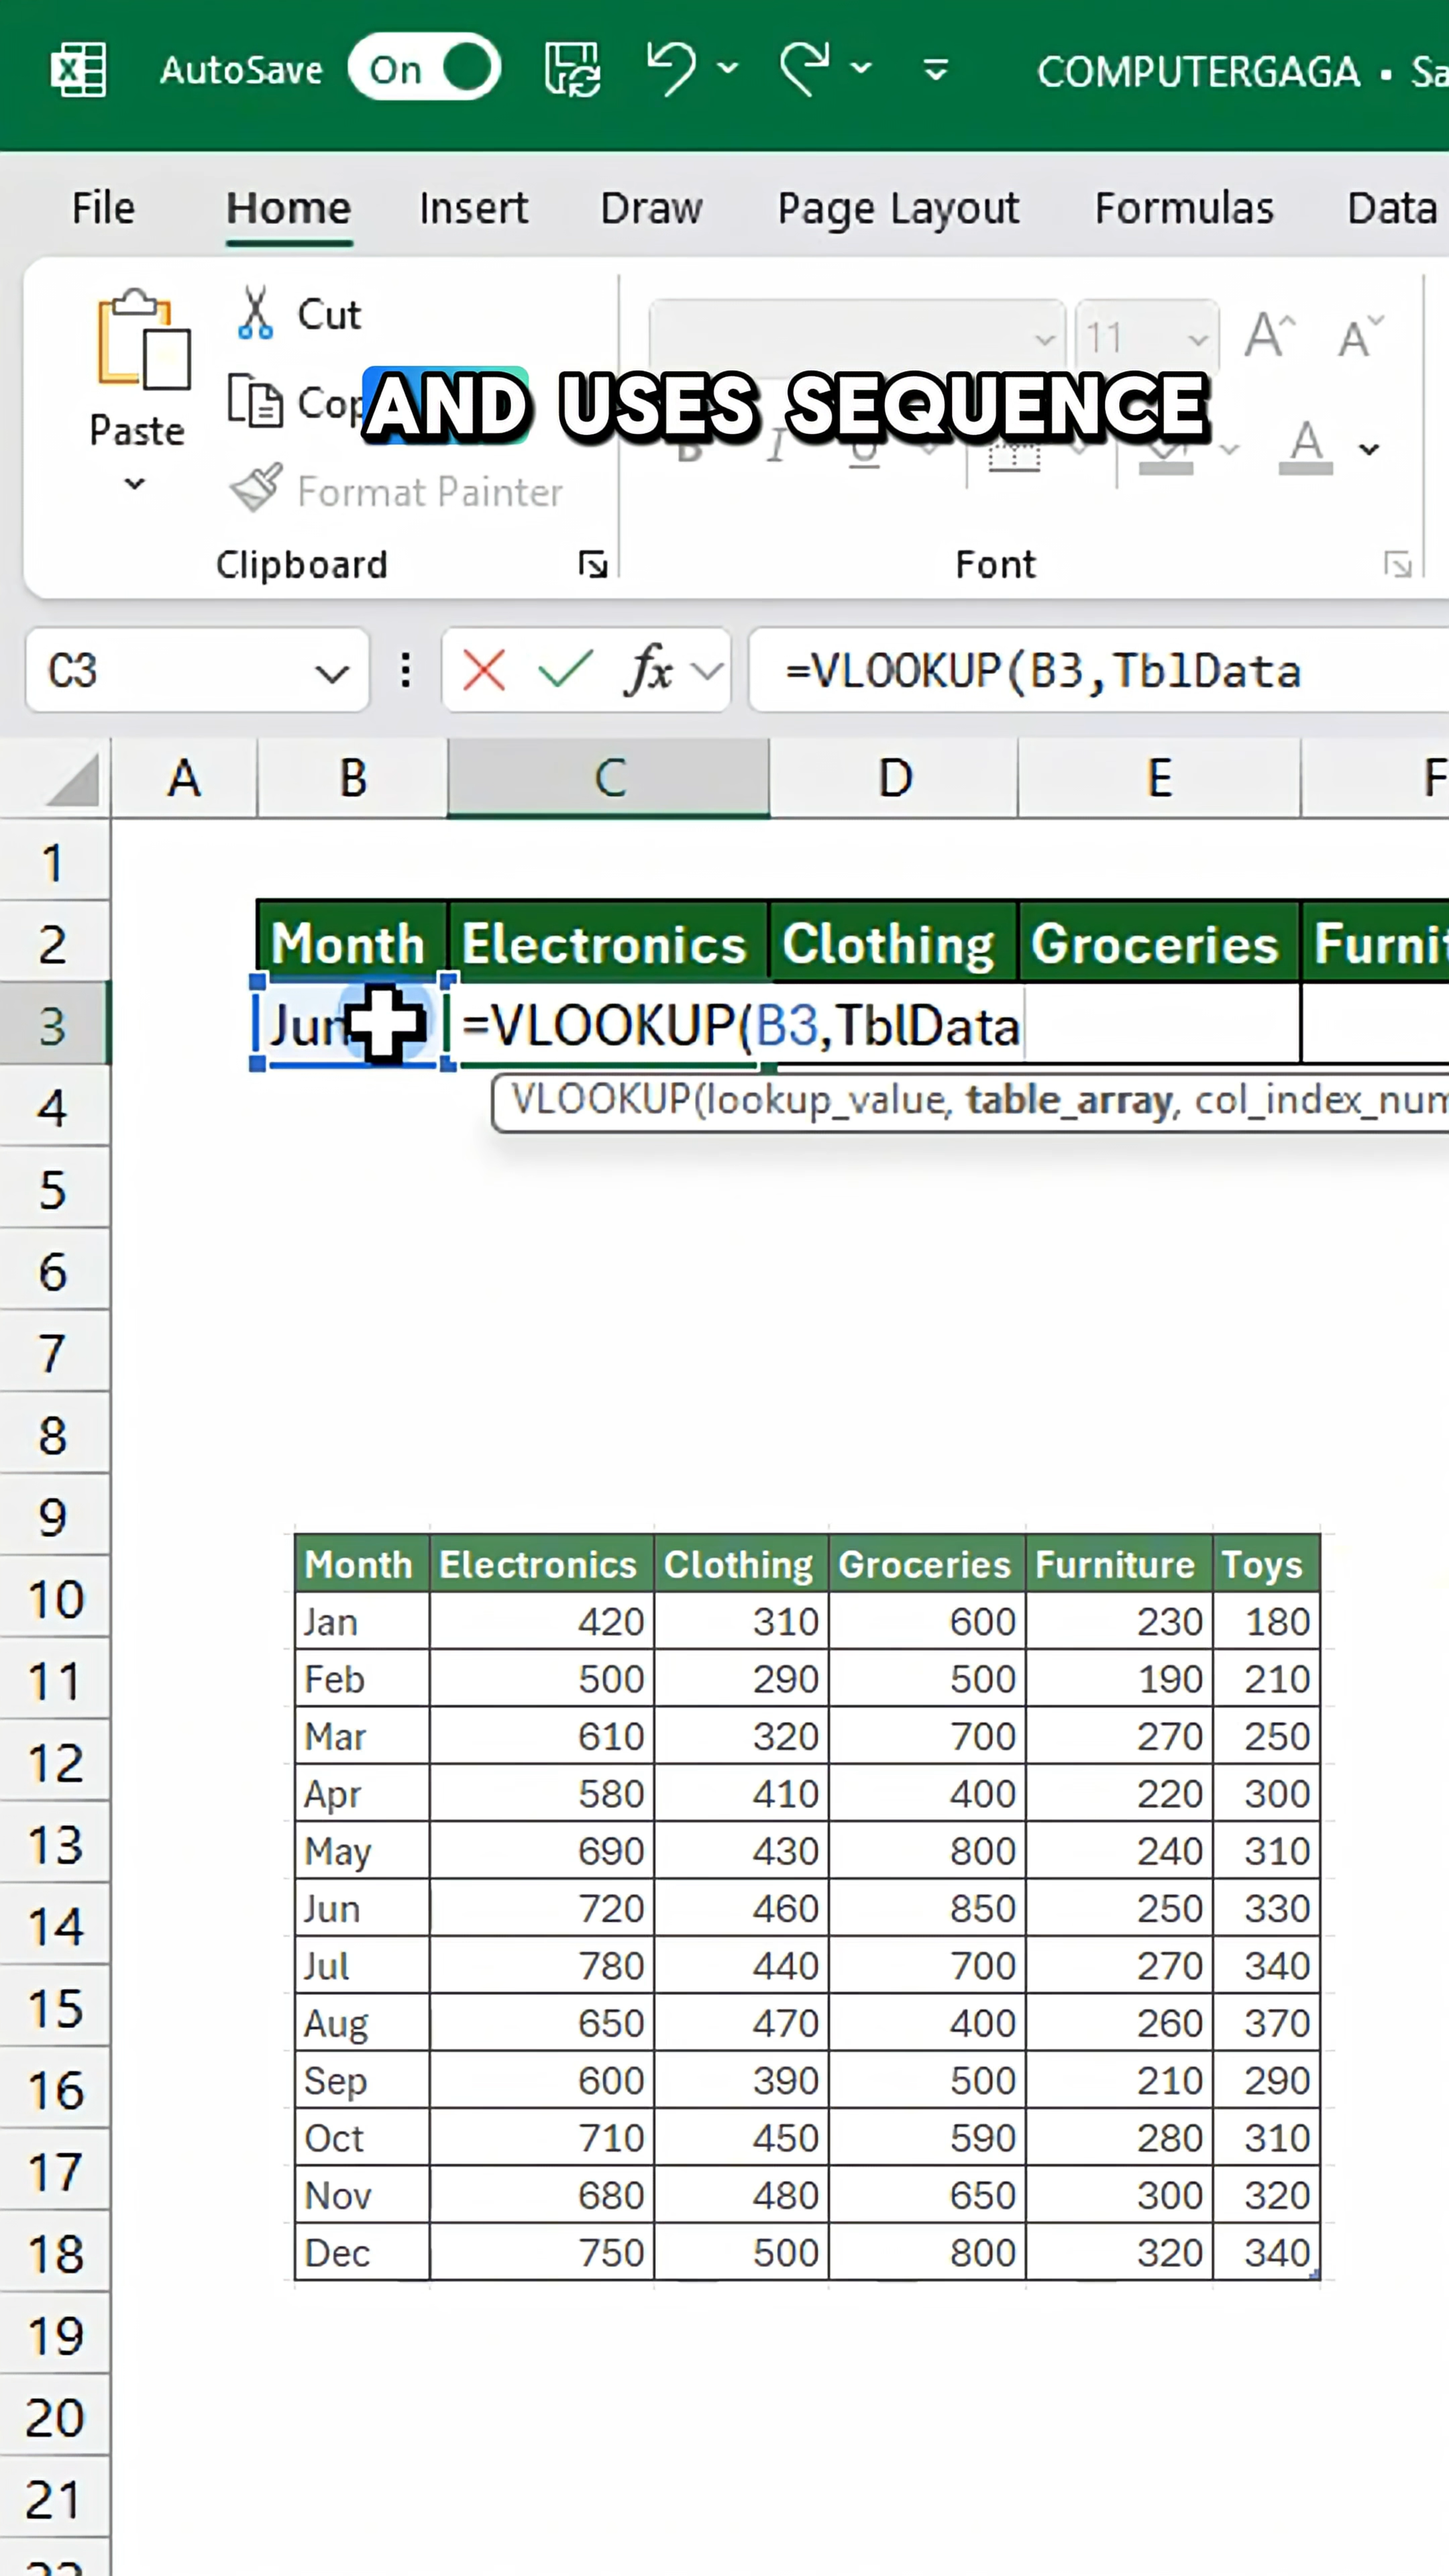 AutoSave On COMPUTERGAGA • Sa
File Home Insert Draw Page Layout Formulas Data
Paste
Cut
Format Painter
11
A A
AND USES SEQUENCE
I U A
Clipboard Font
C3 fx =VLOOKUP(B3,TblData
A B C D E F
1
2 Month Electronics Clothing Groceries Furnit
3 Jun =VLOOKUP(B3,TblData
VLOOKUP(lookup_value, table_array, col_index_num
4
5
6
7
8
9
Month Electronics Clothing Groceries Furniture Toys
10
Jan 420 310 600 230 180
11
Feb 500 290 500 190 210
Mar 610 320 700 270 250
12
Apr 580 410 400 220 300
13
May 690 430 800 240 310
Jun 720 460 850 250 330
14
Jul 780 440 700 270 340
15
Aug 650 470 400 260 370
Sep 600 390 500 210 290
16
Oct 710 450 590 280 310
17
Nov 680 480 650 300 320
Dec 750 500 800 320 340
18
19
20
21